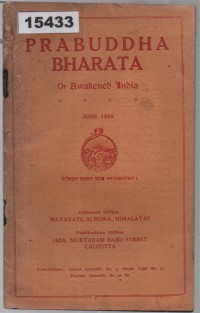 15433
PRABUDDHA
BHARATA
Or Awakened India
JUNE 1928
Editorial Office:
MAYAVATI, ALMORA, HIMALAYAS
Publication Office:
182A, MUKTARAM BABU STREET
CALCUTTA